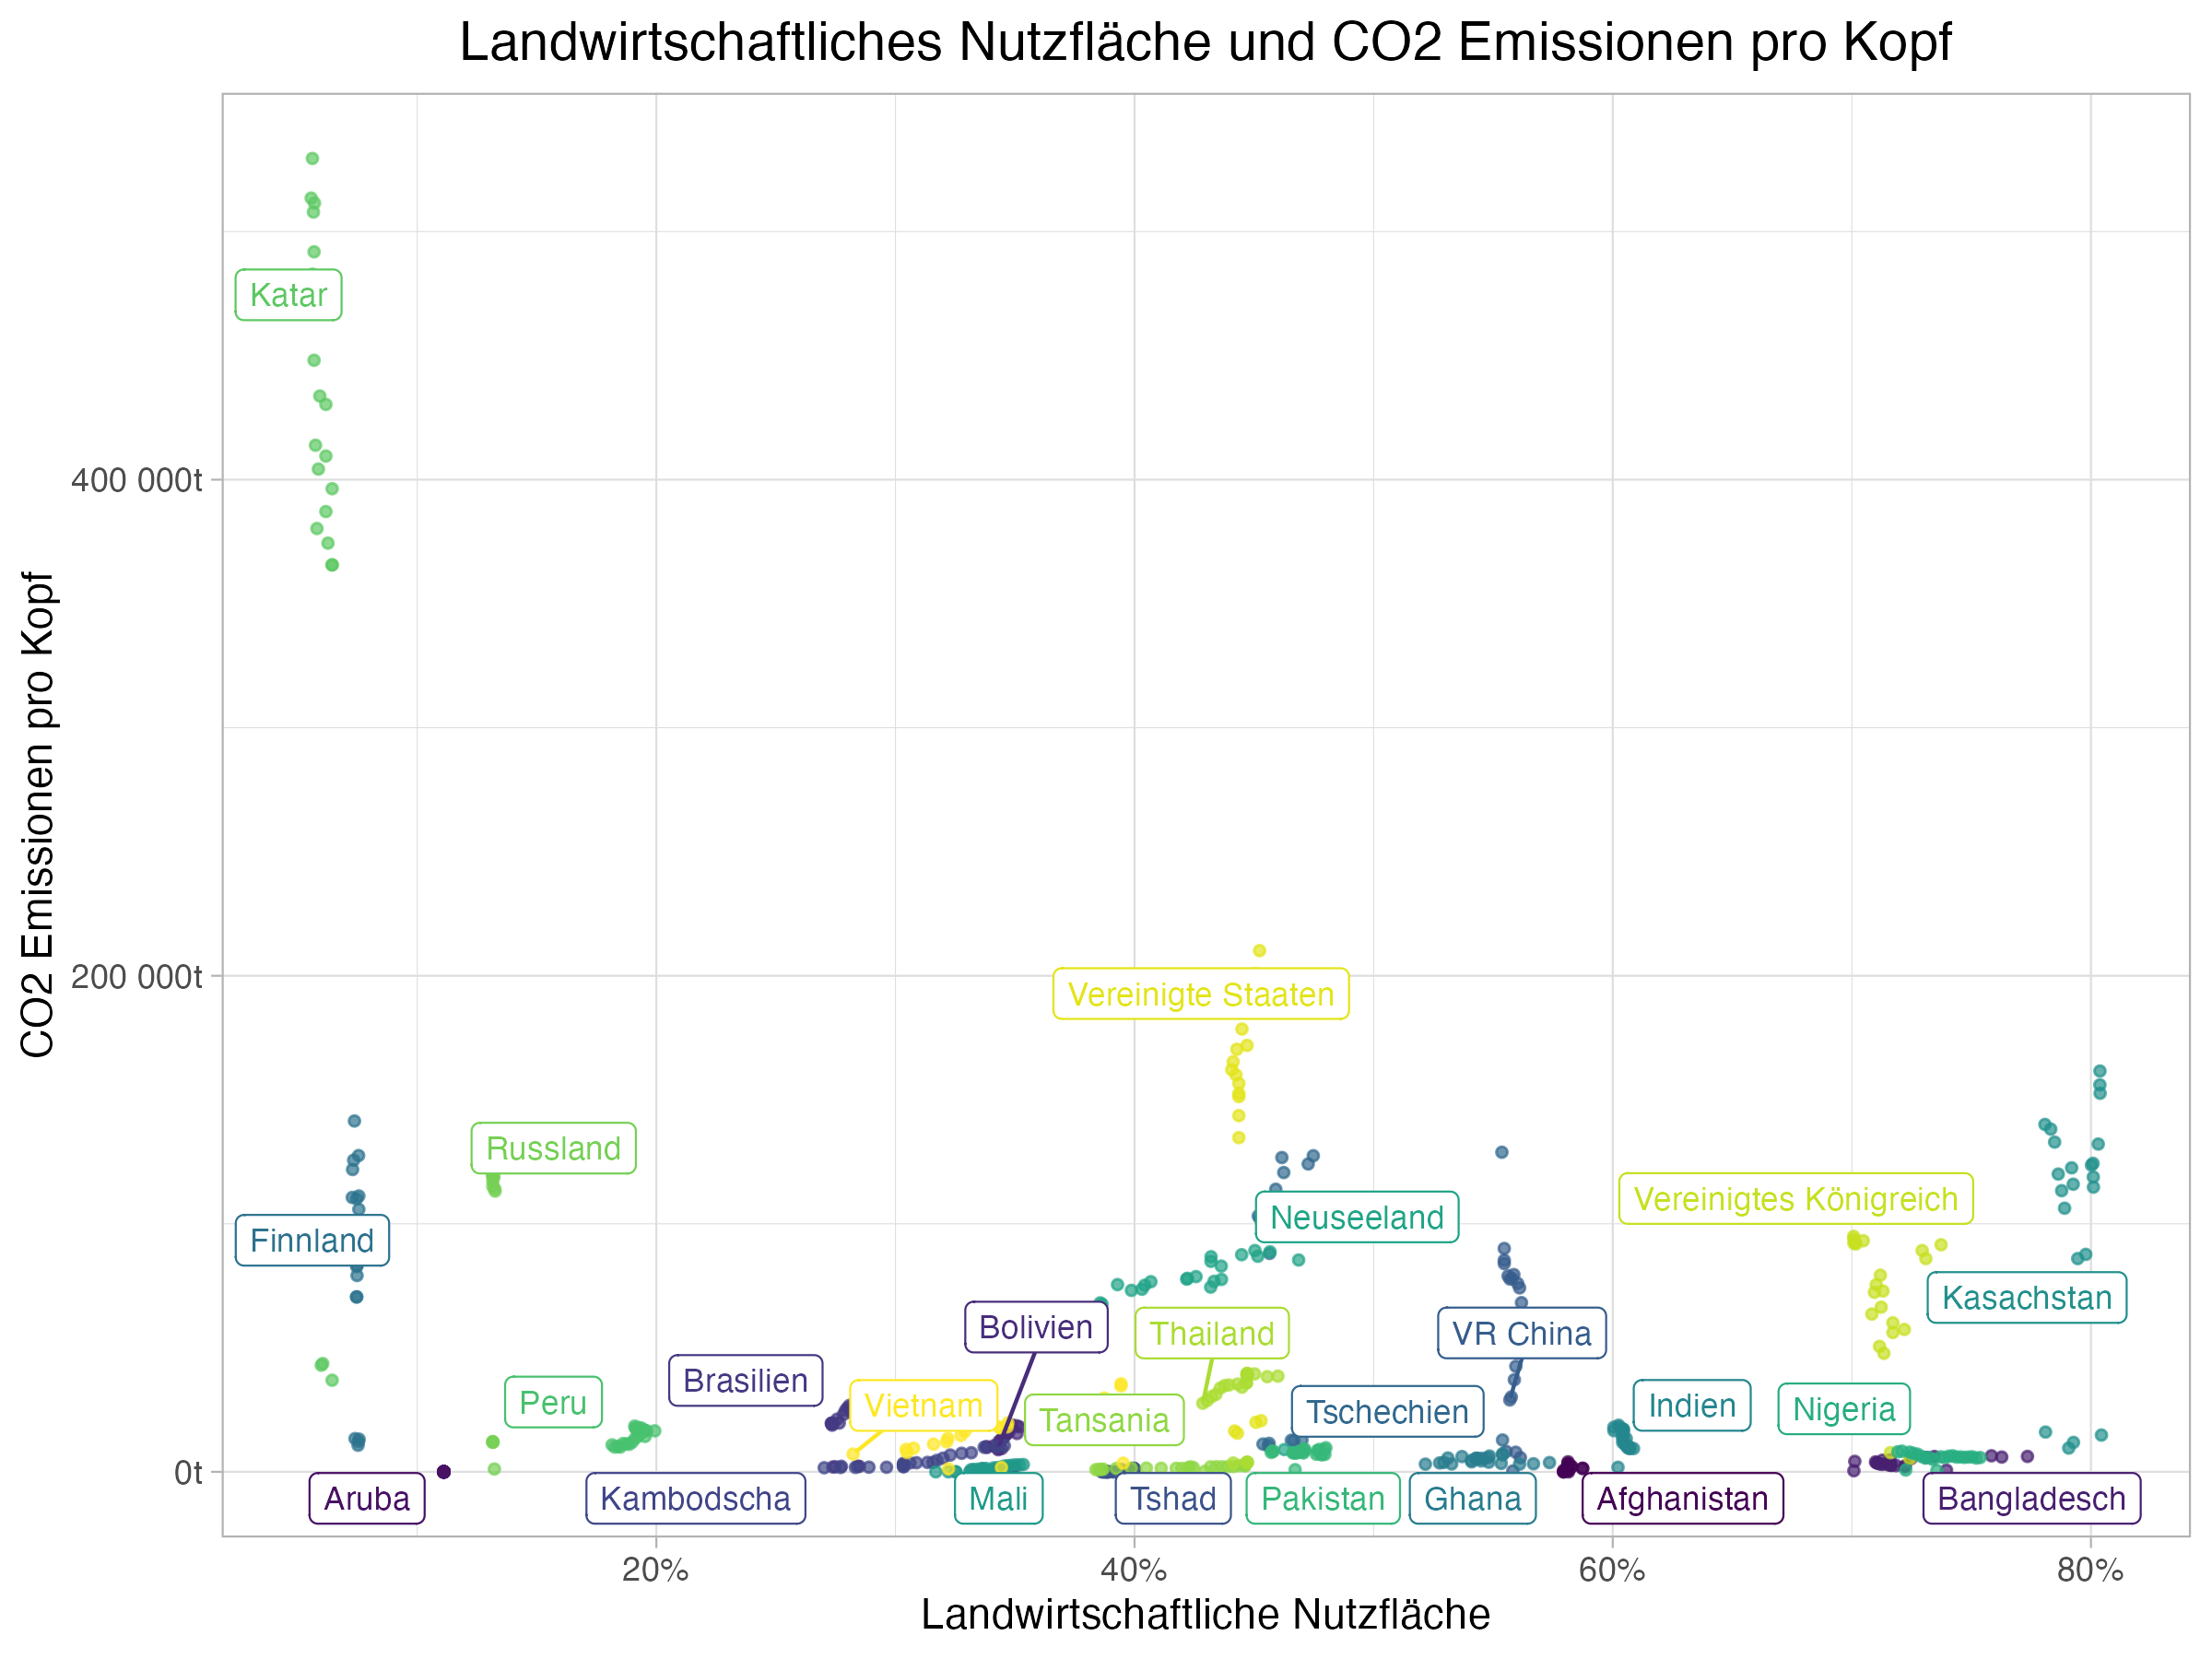 Landwirtschaftliches Nutzfläche und CO2 Emissionen pro Kopf
CO2 Emissionen pro Kopf
400 000t
200 000t
0t
Katar
Vereinigte Staaten
Russland
Vereinigtes Königreich
Neuseeland
Finnland
Kasachstan
Bolivien
Thailand
VR China
Brasilien
Peru
Vietnam
Tansania
Tschechien
Indien
Nigeria
Aruba
Kambodscha
Mali
Tshad
Pakistan
Ghana
Afghanistan
Bangladesch
20%
40%
60%
80%
Landwirtschaftliche Nutzfläche